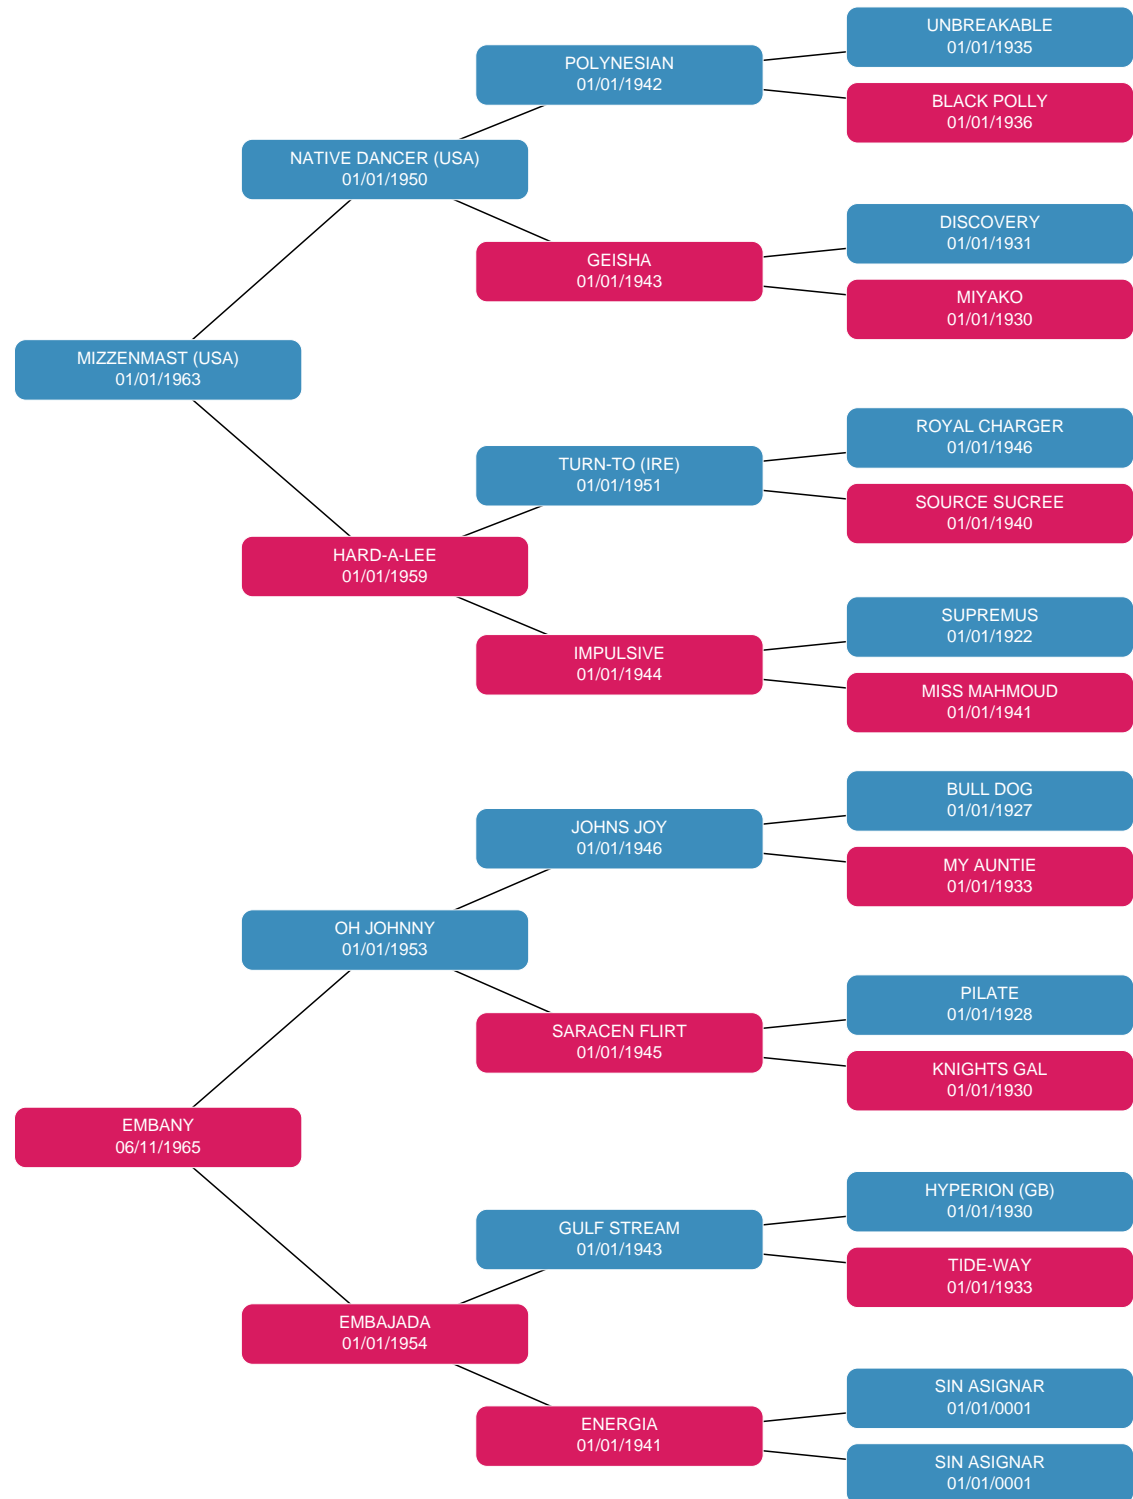 UNBREAKABLE
01/01/1935
POLYNESIAN
01/01/1942
BLACK POLLY
01/01/1936
NATIVE DANCER (USA)
01/01/1950
DISCOVERY
01/01/1931
GEISHA
01/01/1943
MIYAKO
01/01/1930
MIZZENMAST (USA)
01/01/1963
ROYAL CHARGER
01/01/1946
TURN-TO (IRE)
01/01/1951
SOURCE SUCREE
01/01/1940
HARD-A-LEE
01/01/1959
SUPREMUS
01/01/1922
IMPULSIVE
01/01/1944
MISS MAHMOUD
01/01/1941
BULL DOG
01/01/1927
JOHNS JOY
01/01/1946
MY AUNTIE
01/01/1933
OH JOHNNY
01/01/1953
PILATE
01/01/1928
SARACEN FLIRT
01/01/1945
KNIGHTS GAL
01/01/1930
EMBANY
06/11/1965
HYPERION (GB)
01/01/1930
GULF STREAM
01/01/1943
TIDE-WAY
01/01/1933
EMBAJADA
01/01/1954
SIN ASIGNAR
01/01/0001
ENERGIA
01/01/1941
SIN ASIGNAR
01/01/0001